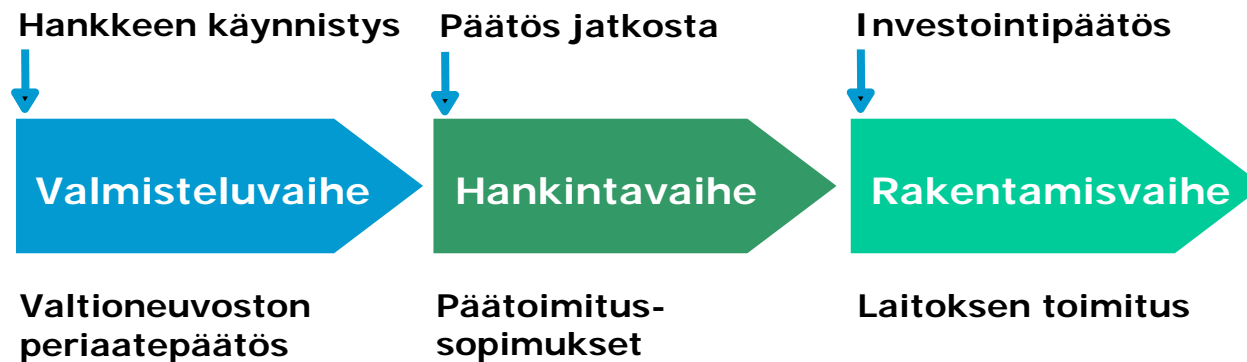 Hankkeen käynnistys
Päätös jatkosta
Investointipäätös
Valmisteluvaihe
Hankintavaihe
Rakentamisvaihe
Valtioneuvoston
periaatepäätös
Päätoimitus-
sopimukset
Laitoksen toimitus